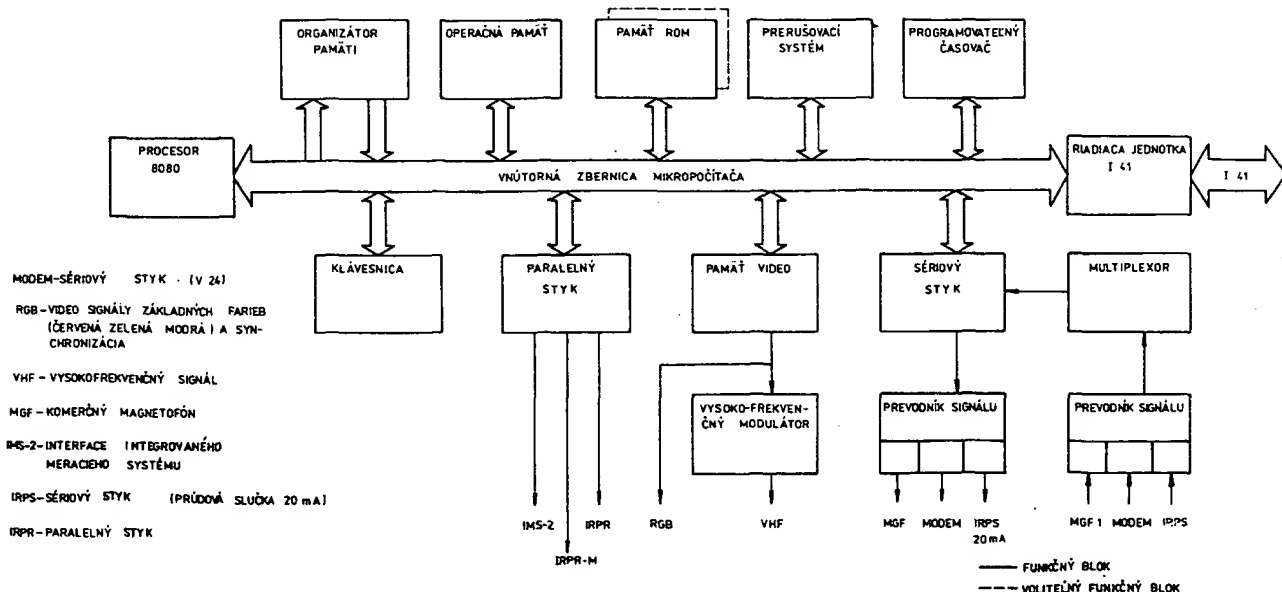 ORGANIZÁTOR
PAMÄTI
OPERAČNÁ PAMÄŤ
PAMÄŤ ROM
PRERUŠOVACÍ
SYSTÉM
PROGRAMOVATEĽNÝ
ČASOVAČ
PROCESOR
8080
VNÚTORNÁ ZBERNICA MIKROPOČÍTAČA
RIADIACA JEDNOTKA
I 41
I 41
KLÁVESNICA
PARALELNÝ
STYK
PAMÄŤ VIDEO
SÉRIOVÝ
STYK
MULTIPLEXOR
MODEM-SÉRIOVÝ STYK . (V 24)
RGB-VIDEO SIGNÁLY ZÁKLADNÝCH FARIEB
(ČERVENÁ ZELENÁ MODRÁ) A SYN-
CHRONIZÁCIA
VHF - VYSOKOFREKVENČNÝ SIGNÁL
MGF - KOMERČNÝ MAGNETOFÓN
IMS-2-INTERFACE INTEGROVANÉHO
MERACIEHO SYSTÉMU
IRPS-SÉRIOVÝ STYK (PRÚDOVÁ SLUČKA 20 mA)
IRPR-PARALELNÝ STYK
VYSOKO-FREKVEN-
ČNÝ MODULÁTOR
PREVODNÍK SIGNÁLU
PREVODNÍK SIGNÁLU
IMS-2
IRPR
IRPR-M
RGB
VHF
MGF
MODEM
IRPS
20mA
MGF 1
MODEM
IRPS
FUNKČNÝ BLOK
VOLITEĽNÝ FUNKČNÝ BLOK